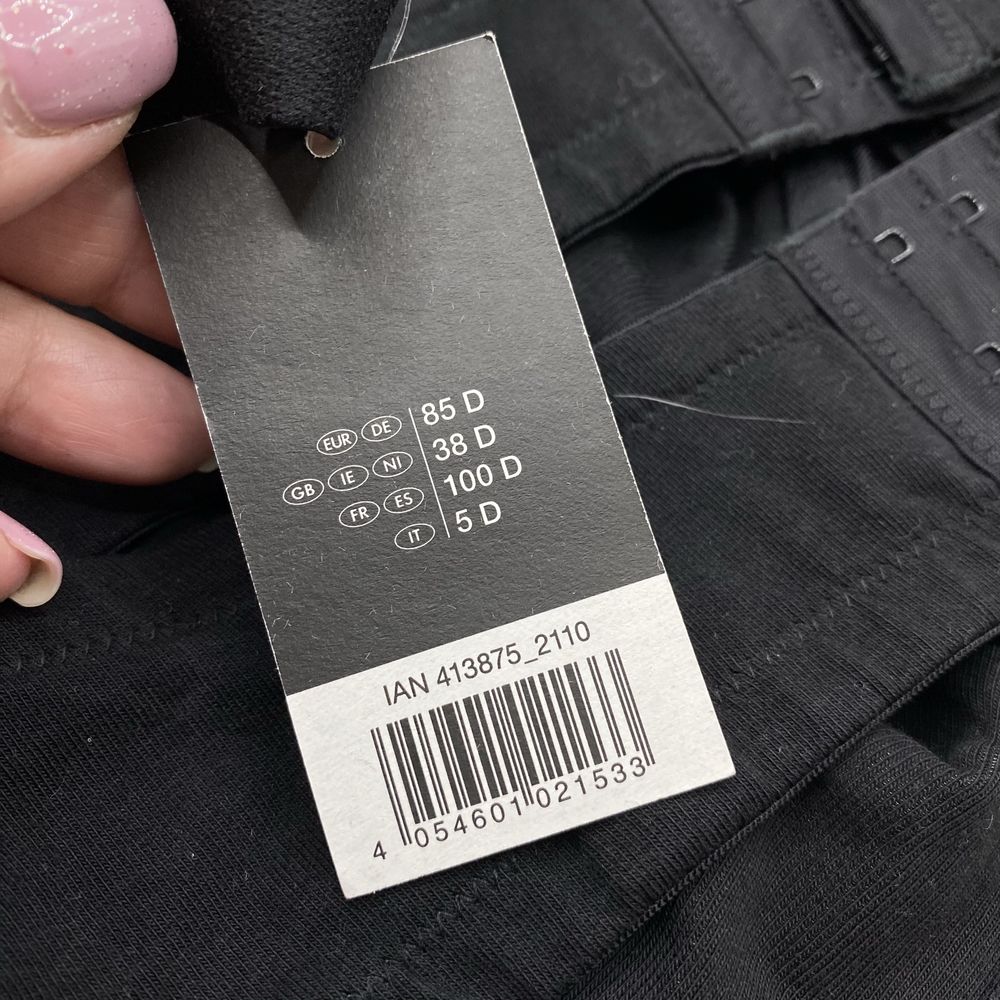 EUR DE 85 D
GB IE NI 38 D
FR ES 100 D
IT 5 D
IAN 413875_2110
4 054601 021533